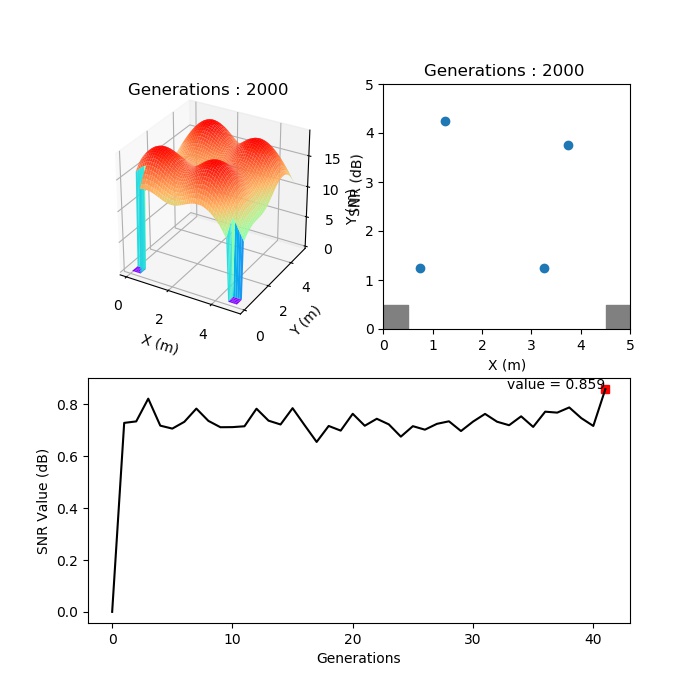 Generations : 2000
15
10
5
0
SNR (dB)
0
2
4
X (m)
0
2
4
Y (m)
Generations : 2000
5
4
3
2
1
0
Y (m)
0 1 2 3 4 5
X (m)
value = 0.859
0.8
0.6
0.4
0.2
0.0
SNR Value (dB)
0 10 20 30 40
Generations